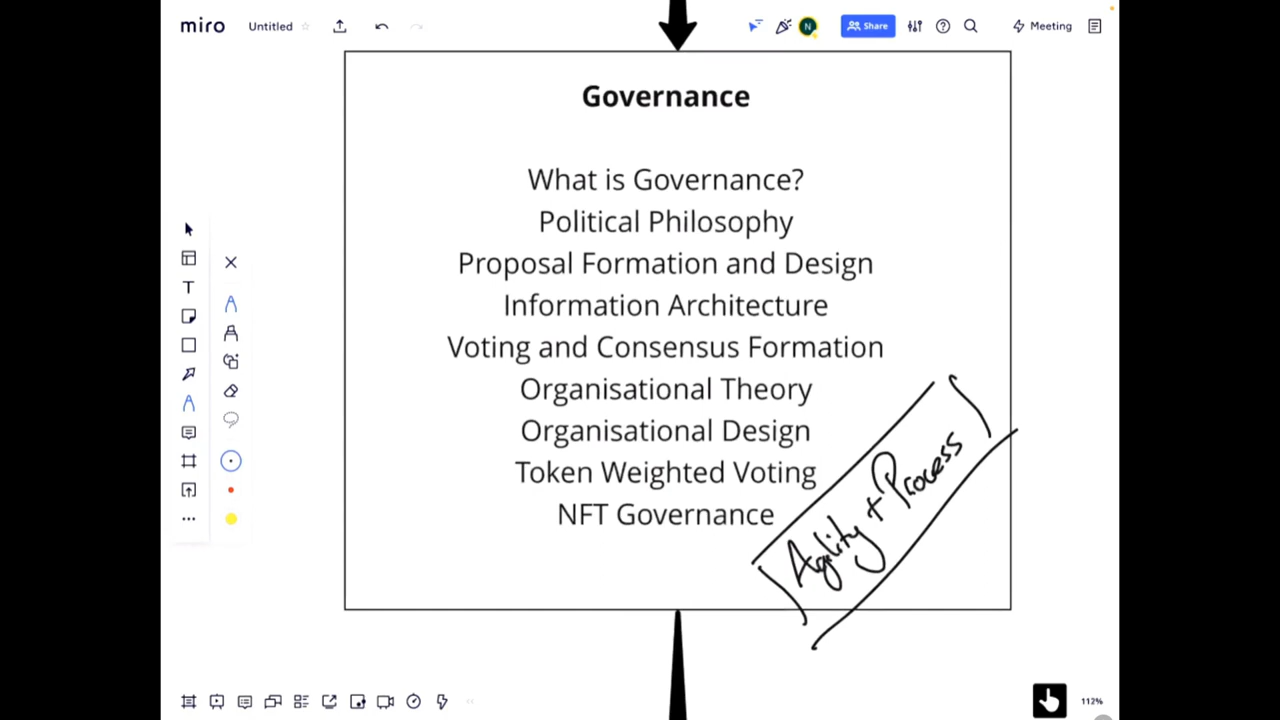 miro Untitled Share Meeting
N
Governance
What is Governance?
Political Philosophy
Proposal Formation and Design
Information Architecture
Voting and Consensus Formation
Organisational Theory
Organisational Design
Token Weighted Voting
NFT Governance
Agility + Process
112%